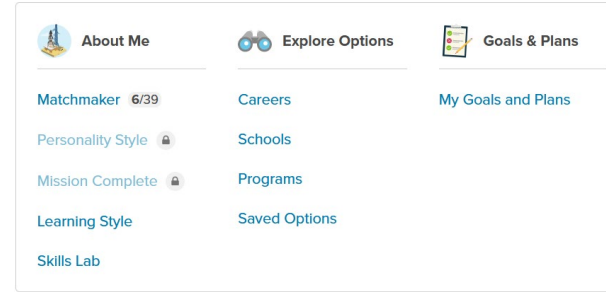 About Me
Matchmaker 6/39
Personality Style
Mission Complete
Learning Style
Skills Lab
Explore Options
Careers
Schools
Programs
Saved Options
Goals & Plans
My Goals and Plans